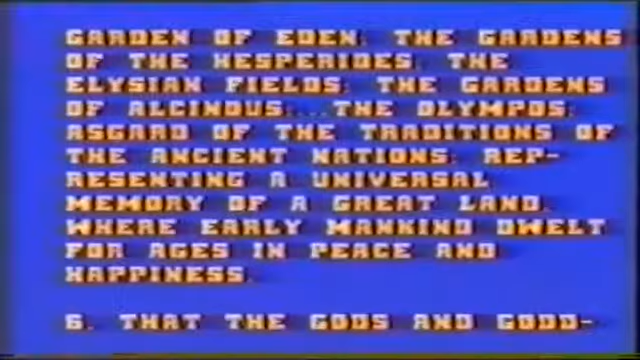 GARDEN OF EDEN; THE GARDENS
OF THE HESPERIDES; THE
ELYSIAN FIELDS; THE GARDENS
OF ALCINOUS;...THE OLYMPOS;
ASGARD OF THE TRADITIONS OF
THE ANCIENT NATIONS; REP-
RESENTING A UNIVERSAL
MEMORY OF A GREAT LAND,
WHERE EARLY MANKIND DWELT
FOR AGES IN PEACE AND
HAPPINESS.
6. THAT THE GODS AND GODD-